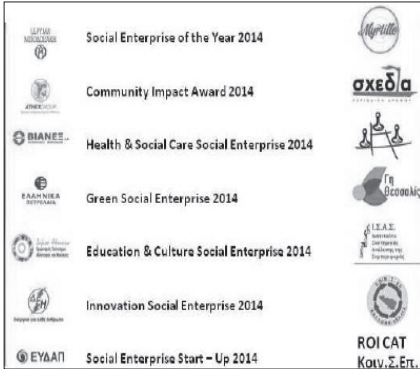 Social Enterprise of the Year 2014
Myrtillo
Community Impact Award 2014
σχεδία
ΒΙΑΝΕΞ
Health & Social Care Social Enterprise 2014
ΕΛΛΗΝΙΚΑ
ΠΕΤΡΕΛΑΙΑ
Green Social Enterprise 2014
Γη
Θεσσαλίς
Education & Culture Social Enterprise 2014
Ι.Σ.Α.Σ.
Innovation Social Enterprise 2014
ΕΥΔΑΠ
Social Enterprise Start – Up 2014
ROI CAT
Κοιν.Σ.Επ.